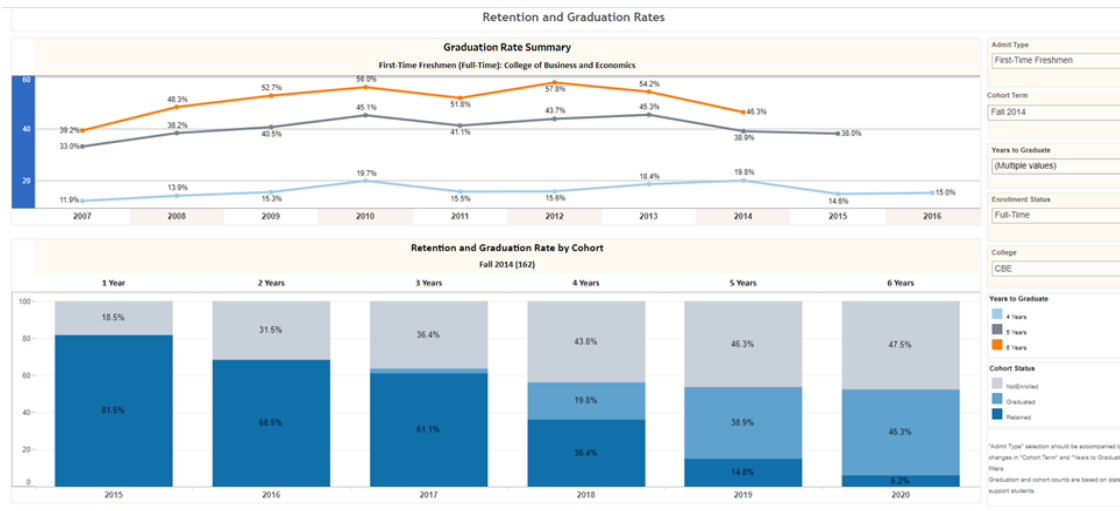 Retention and Graduation Rates
Graduation Rate Summary
First-Time Freshmen (Full-Time): College of Business and Economics
60
40
20
39.2%
48.3%
52.7%
56.0%
51.8%
57.8%
54.2%
46.3%
33.0%
38.2%
40.5%
45.1%
41.1%
43.7%
45.3%
38.9%
38.0%
11.9%
13.9%
15.3%
19.7%
15.5%
15.6%
18.4%
19.8%
14.6%
15.0%
2007 2008 2009 2010 2011 2012 2013 2014 2015 2016
Retention and Graduation Rate by Cohort
Fall 2014 (162)
1 Year 2 Years 3 Years 4 Years 5 Years 6 Years
100
80
60
40
20
0
18.5% 31.5% 36.4% 43.8% 46.3% 47.5%
19.8% 38.9% 46.3%
81.5% 68.5% 61.1% 36.4% 14.8% 6.2%
2015 2016 2017 2018 2019 2020
Admit Type
First-Time Freshmen
Cohort Term
Fall 2014
Years to Graduate
(Multiple values)
Enrollment Status
Full-Time
College
CBE
Years to Graduate
4 Years
5 Years
6 Years
Cohort Status
NotEnrolled
Graduated
Retained
"Admit Type" selection should be accompanied b
changes in "Cohort Term" and "Years to Graduat
filters.
Graduation and cohort counts are based on state
support students.